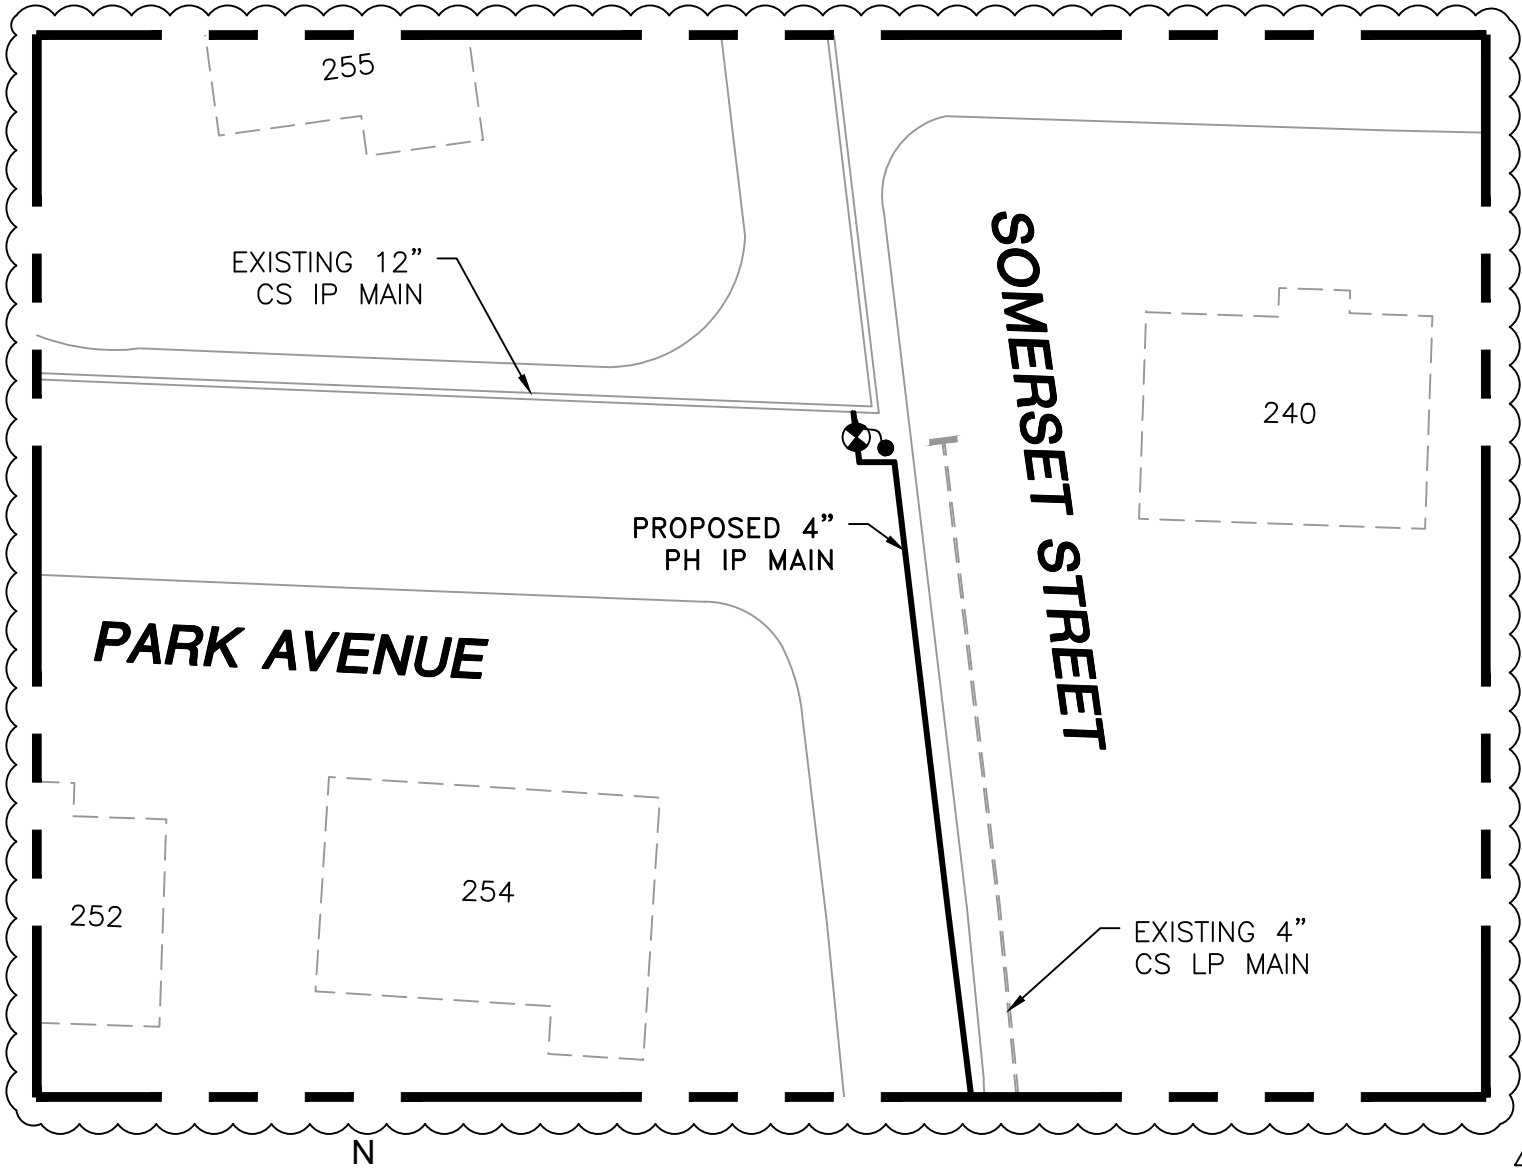 255
EXISTING 12”
CS IP MAIN
SOMERSET STREET
240
PROPOSED 4”
PH IP MAIN
PARK AVENUE
254
252
EXISTING 4”
CS LP MAIN
N